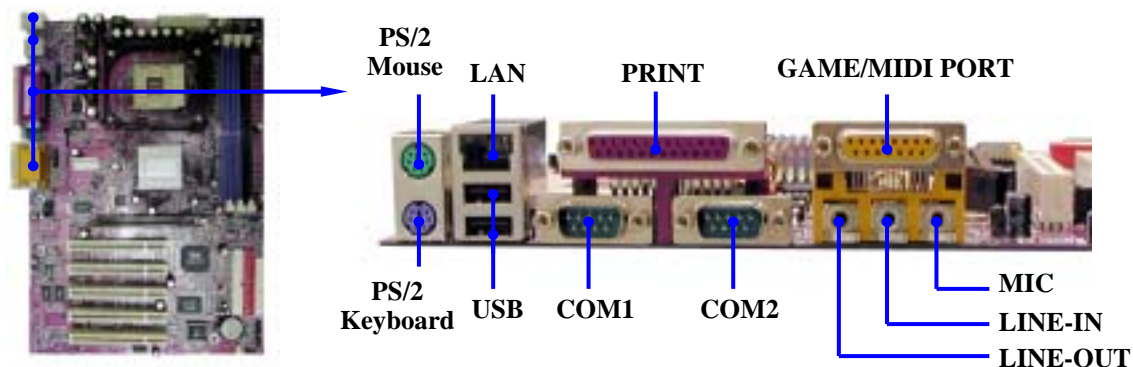 PS/2
Mouse
LAN
PRINT
GAME/MIDI PORT
PS/2
Keyboard
USB
COM1
COM2
MIC
LINE-IN
LINE-OUT